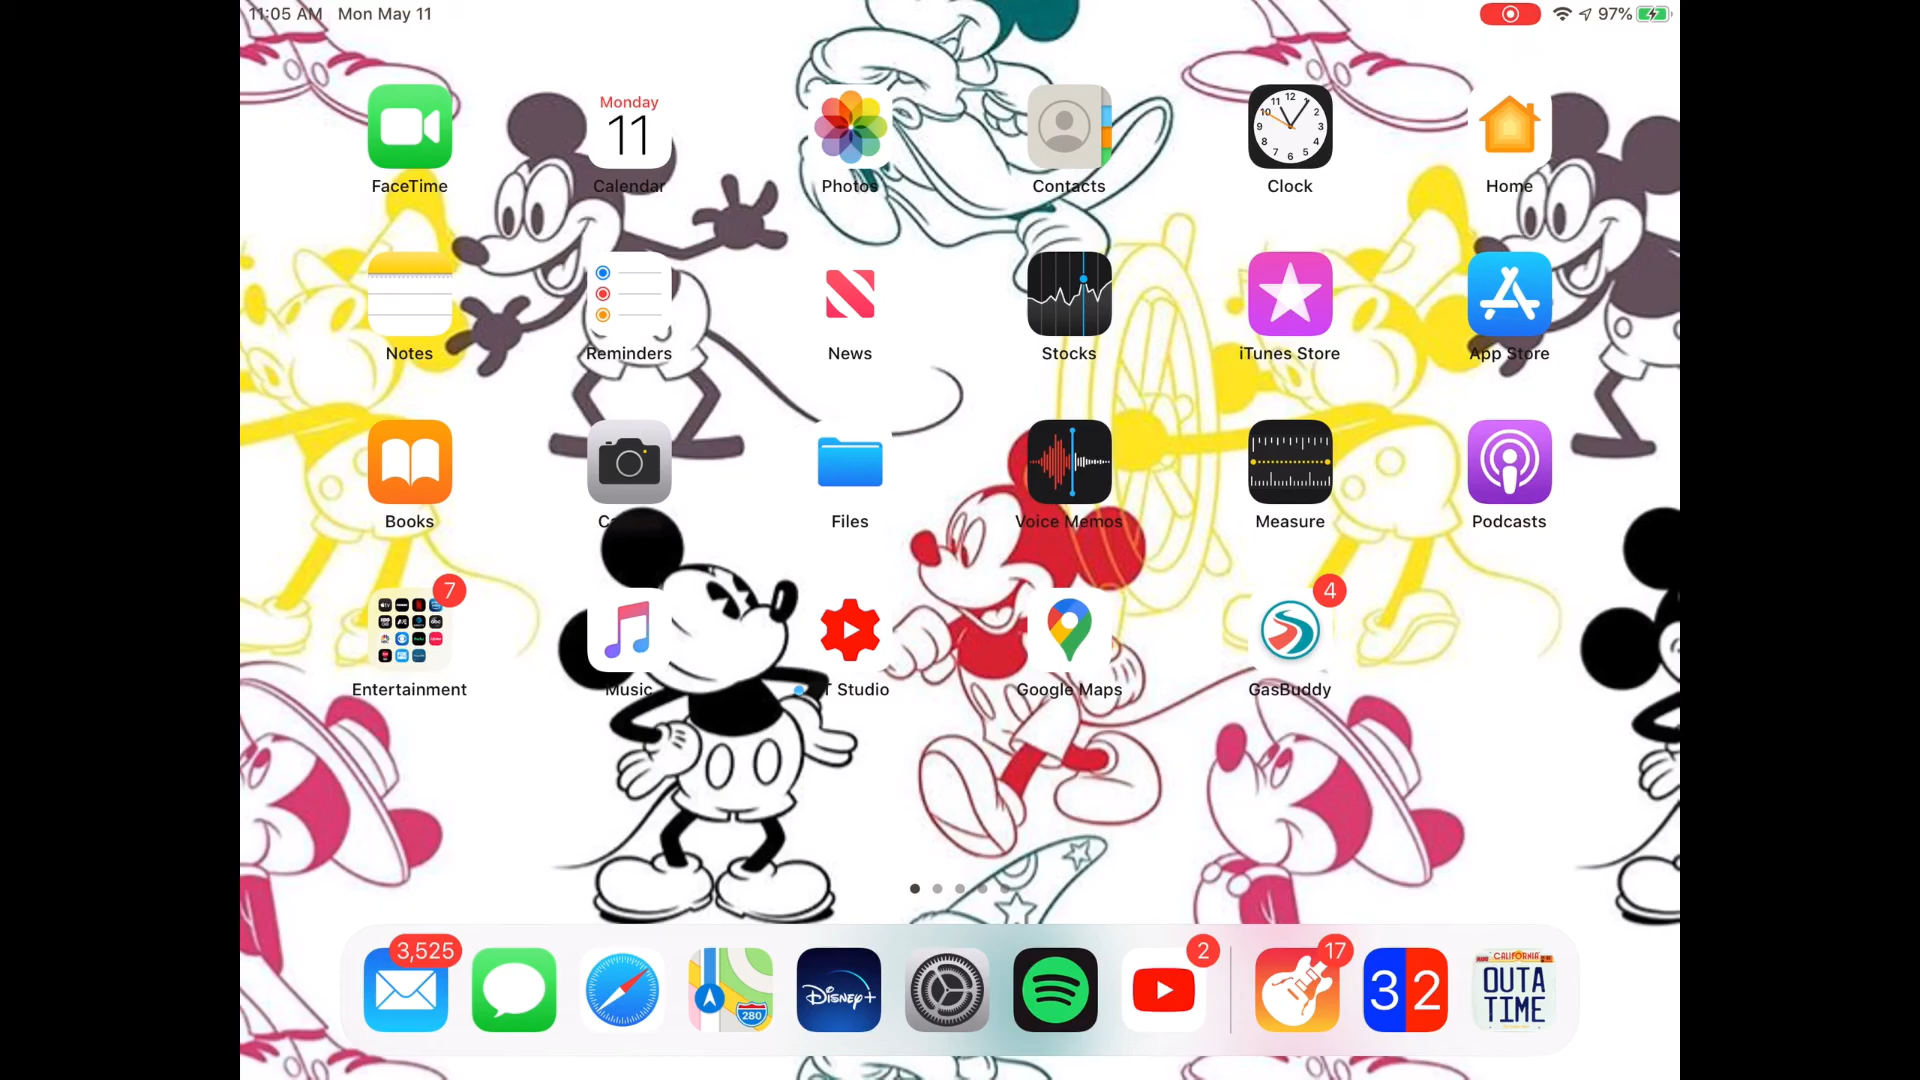 11:05 AM Mon May 11
97%
Monday
11
FaceTime
Calendar
Photos
Contacts
Clock
Home
Notes
Reminders
News
Stocks
iTunes Store
App Store
Books
Files
Voice Memos
Measure
Podcasts
7
4
Entertainment
Music
T Studio
Google Maps
GasBuddy
3,525
280
Disney+
2
17
3 2
CALIFORNIA
OUTA
TIME